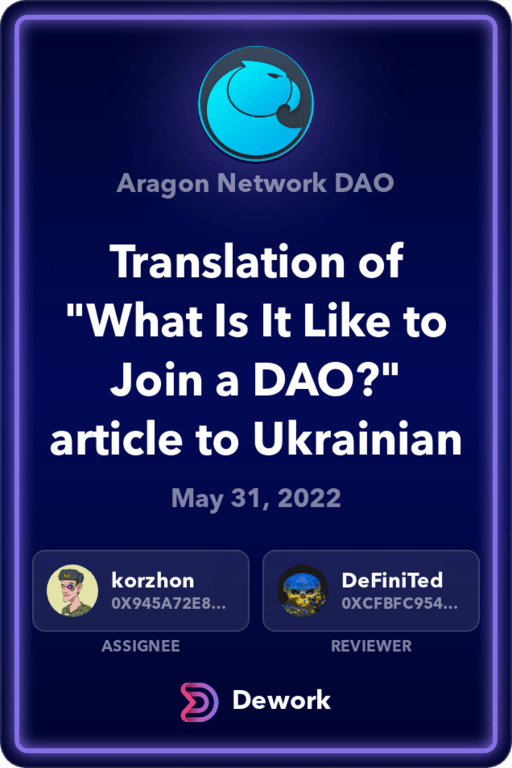 Aragon Network DAO
Translation of
"What Is It Like to
Join a DAO?"
article to Ukrainian
May 31, 2022
korzhon
0X945A72E8...
ASSIGNEE
DeFiniTed
0XCFBFC954...
REVIEWER
Dework